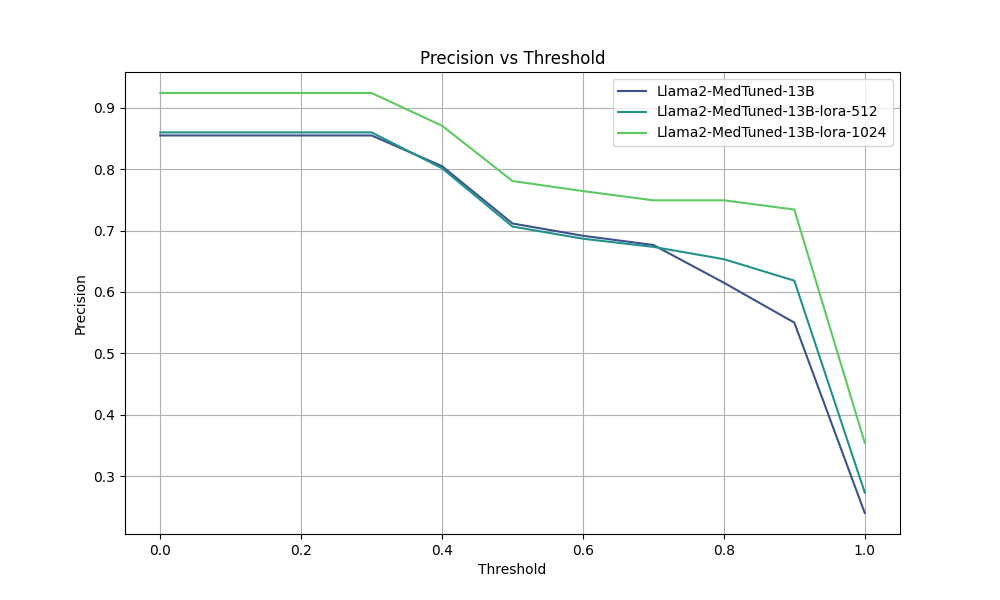 Precision vs Threshold
Llama2-MedTuned-13B
Llama2-MedTuned-13B-lora-512
Llama2-MedTuned-13B-lora-1024
Precision
0.9
0.8
0.7
0.6
0.5
0.4
0.3
0.0 0.2 0.4 0.6 0.8 1.0
Threshold